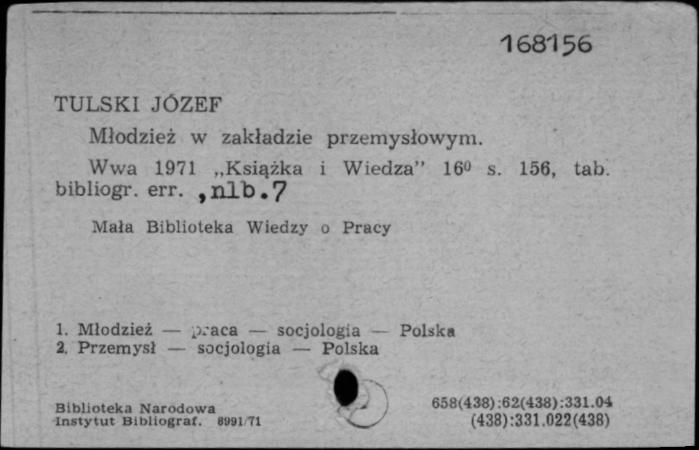 168156
TULSKI JÓZEF
Młodzież w zakładzie przemysłowym.
Wwa 1971 „Książka i Wiedza” 16⁰ s. 156, tab.
bibliogr. err. ,nlb.7
Mała Biblioteka Wiedzy o Pracy
1. Młodzież — praca — socjologia — Polska
2. Przemysł — socjologia — Polska
Biblioteka Narodowa
Instytut Bibliograf. 8991/71
658(438):62(438):331.04
(438):331.022(438)